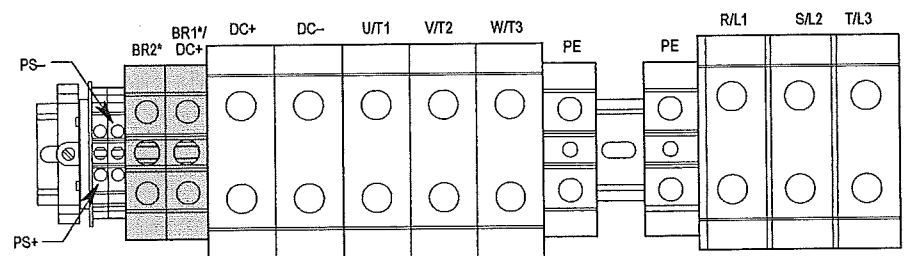 PS–
BR2*
BR1*/
DC+
DC+
DC–
U/T1
V/T2
W/T3
PE
PE
R/L1
S/L2
T/L3
PS+